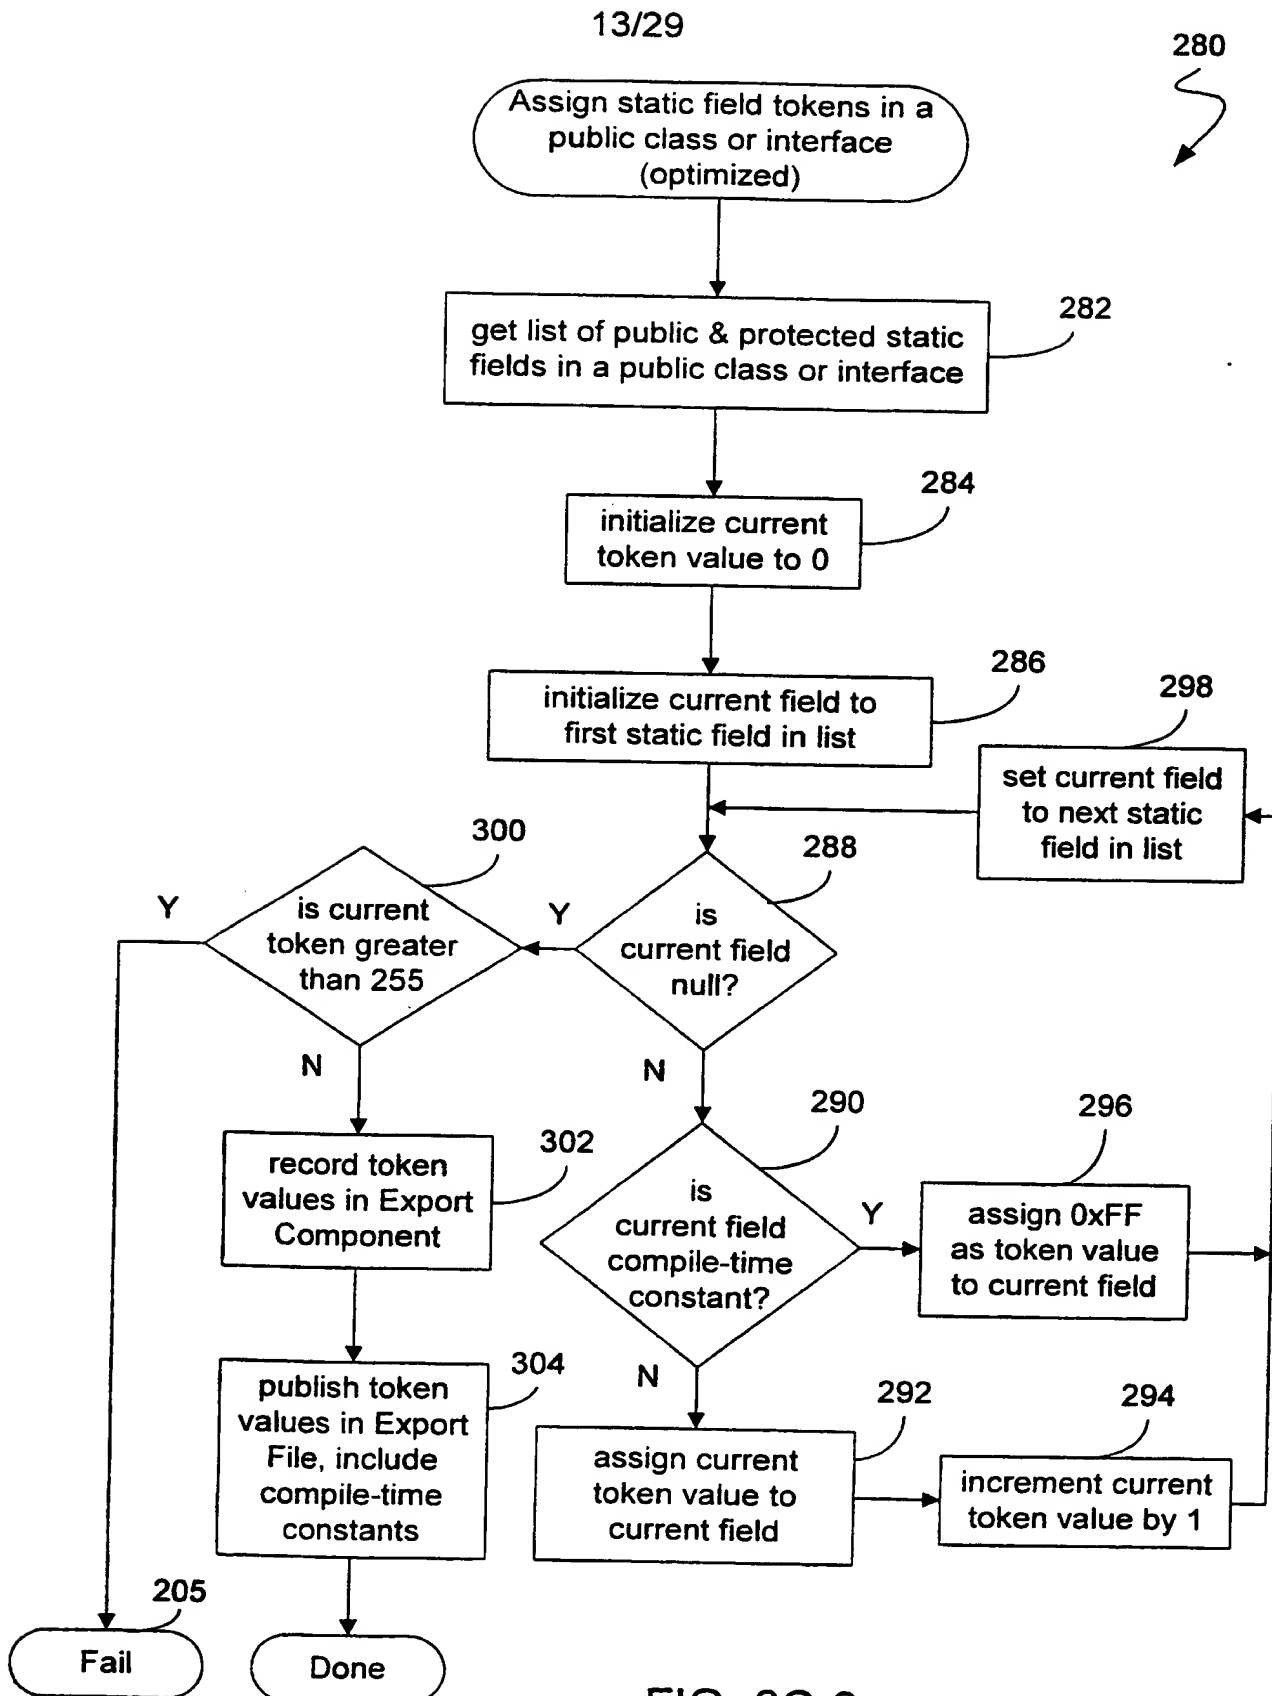 13/29
280
Assign static field tokens in a
public class or interface
(optimized)
282
get list of public & protected static
fields in a public class or interface
284
initialize current
token value to 0
286
initialize current field to
first static field in list
298
set current field
to next static
field in list
300
288
Y
is current
token greater
than 255
Y
is
current field
null?
N
N
290
296
302
record token
values in Export
Component
is
current field
compile-time
constant?
Y
assign 0xFF
as token value
to current field
304
N
292
294
publish token
values in Export
File, include
compile-time
constants
assign current
token value to
current field
increment current
token value by 1
205
Fail
Done